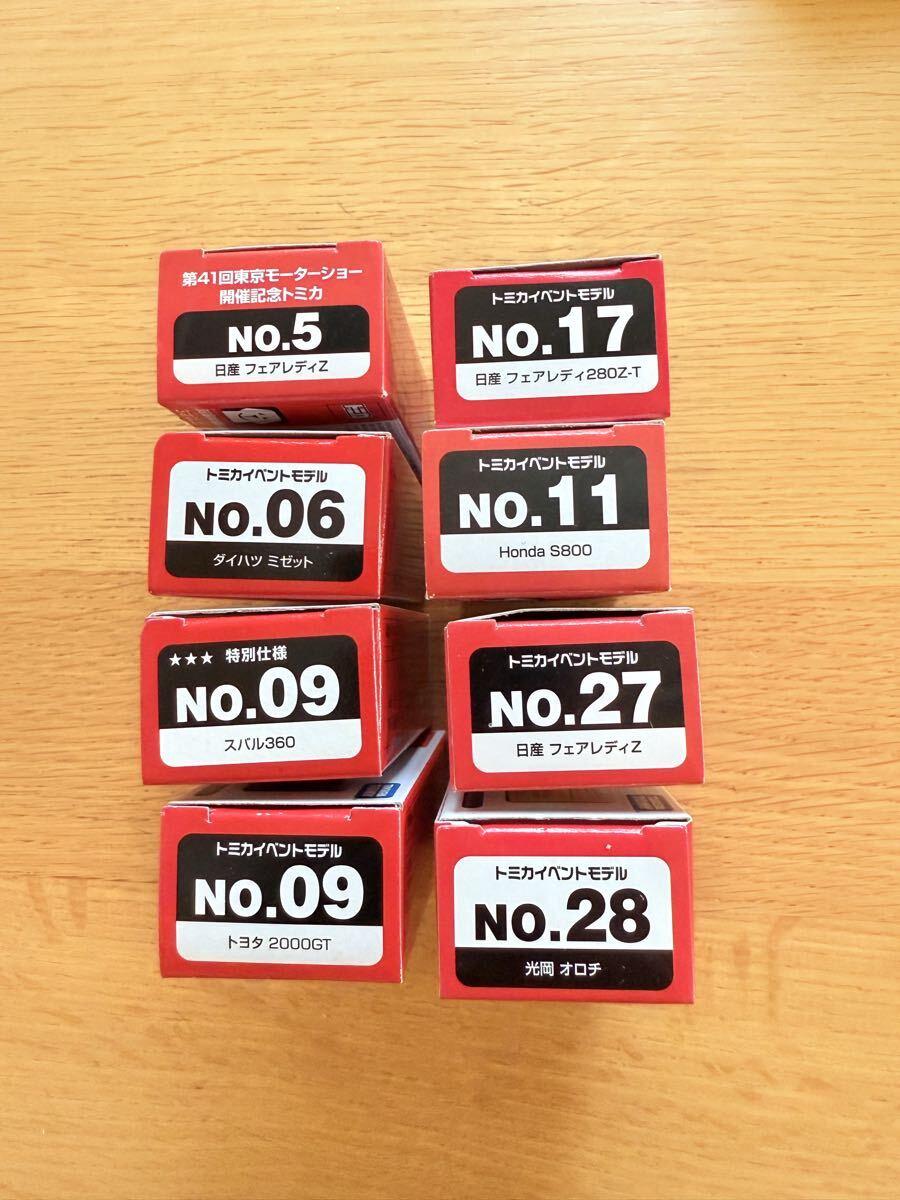 第41回東京モーターショー
開催記念トミカ
NO.5
日産 フェアレディZ
トミカイベントモデル
NO.17
日産 フェアレディ280Z-T
トミカイベントモデル
NO.06
ダイハツ ミゼット
トミカイベントモデル
NO.11
Honda S800
★★★ 特別仕様
NO.09
スバル360
トミカイベントモデル
NO.27
日産 フェアレディZ
トミカイベントモデル
NO.09
トヨタ 2000GT
トミカイベントモデル
NO.28
光岡 オロチ